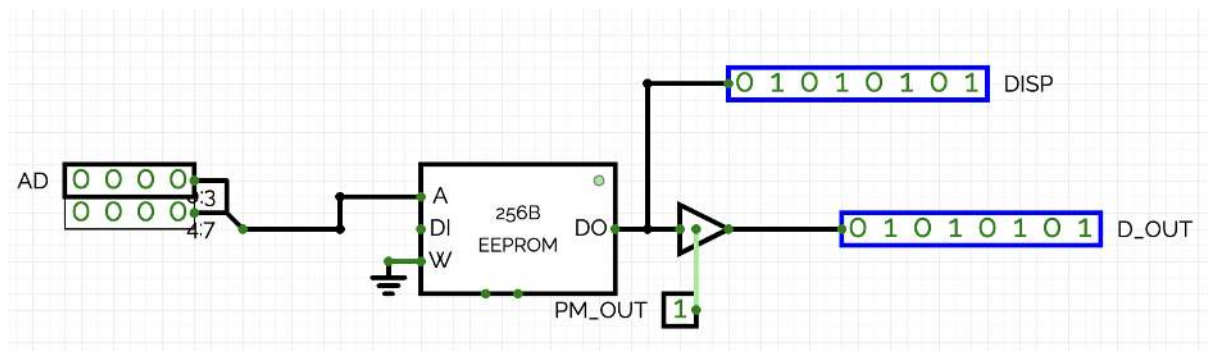 0 1 0 1 0 1 0 1 DISP
AD 0 0 0 0
0:3
0 0 0 0
4:7
A
256B
DI
EEPROM
DO
W
0 1 0 1 0 1 0 1 D_OUT
PM_OUT 1